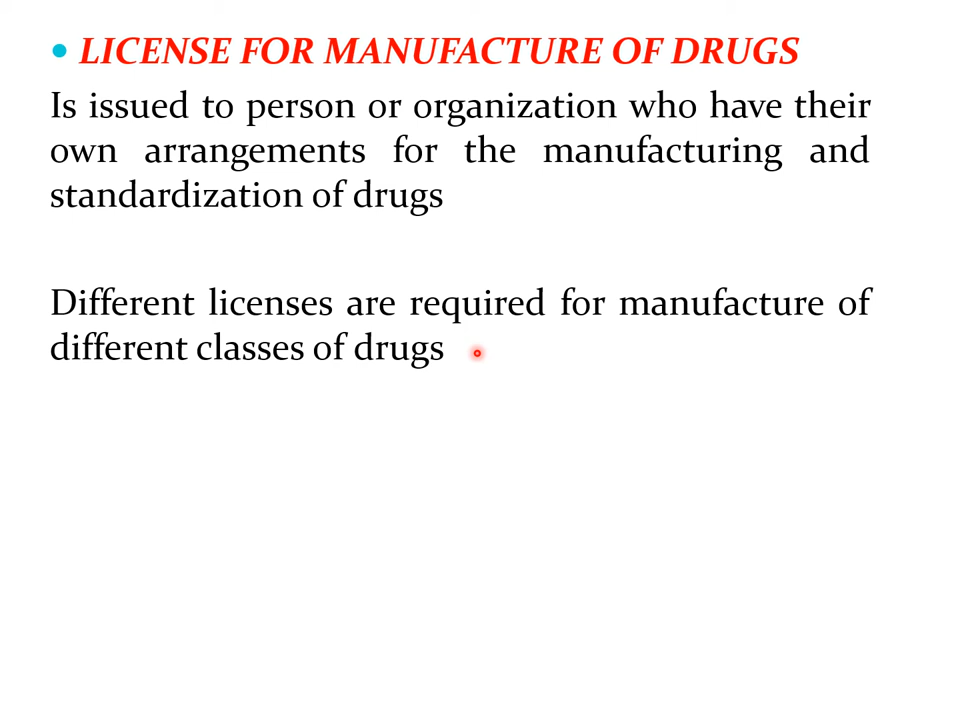 LICENSE FOR MANUFACTURE OF DRUGS
Is issued to person or organization who have their
own arrangements for the manufacturing and
standardization of drugs
Different licenses are required for manufacture of
different classes of drugs